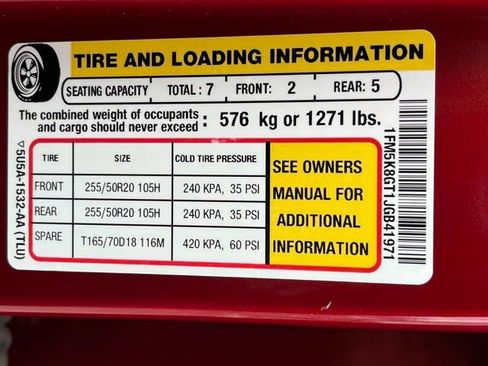 TIRE AND LOADING INFORMATION
SEATING CAPACITY TOTAL : 7 FRONT: 2 REAR: 5
The combined weight of occupants
and cargo should never exceed : 576 kg or 1271 lbs.
TIRE SIZE COLD TIRE PRESSURE
FRONT 255/50R20 105H 240 KPA, 35 PSI
REAR 255/50R20 105H 240 KPA, 35 PSI
SPARE T165/70D18 116M 420 KPA, 60 PSI
SEE OWNERS
MANUAL FOR
ADDITIONAL
INFORMATION
▽5U5A-1532-AA (TLU)
1FM5K8GT1JGB41971